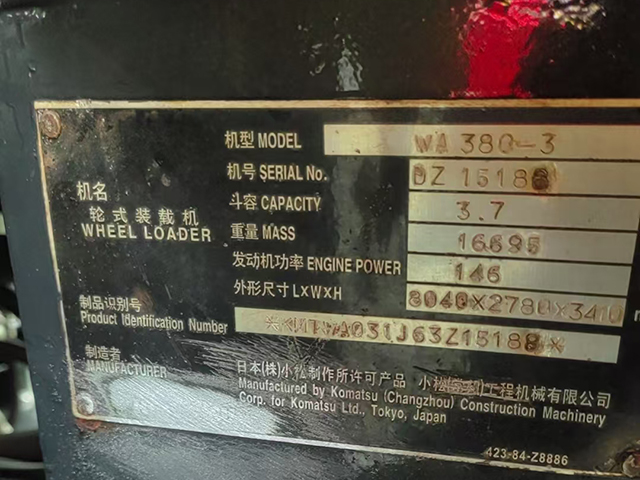 机型 MODEL WA 380-3
机号 SERIAL No. DZ 15188
斗容 CAPACITY 3.7
机名
轮式装载机
WHEEL LOADER
重量 MASS 16695
发动机功率 ENGINE POWER 146
外形尺寸 L×W×H 8040×2780×3410
制品识别号
Product Identification Number
制造者
MANUFACTURER
日本(株)小松制作所许可产品 小松 工程机械有限公司
Manufactured by Komatsu (Changzhou) Construction Machinery
Corp. for Komatsu Ltd., Tokyo, Japan
423-84-Z8886